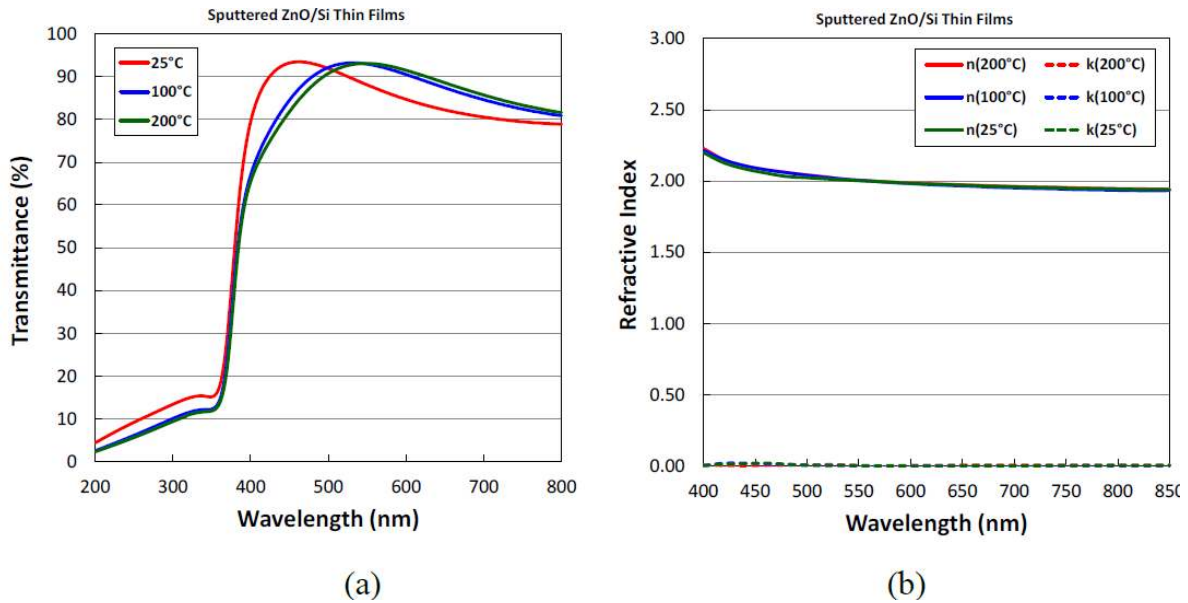 Sputtered ZnO/Si Thin Films
100
90
80
70
60
50
40
30
20
10
0
Transmittance (%)
25°C
100°C
200°C
200 300 400 500 600 700 800
Wavelength (nm)
(a)
Sputtered ZnO/Si Thin Films
3.00
2.50
2.00
1.50
1.00
0.50
0.00
Refractive Index
n(200°C) k(200°C)
n(100°C) k(100°C)
n(25°C) k(25°C)
400 450 500 550 600 650 700 750 800 850
Wavelength (nm)
(b)